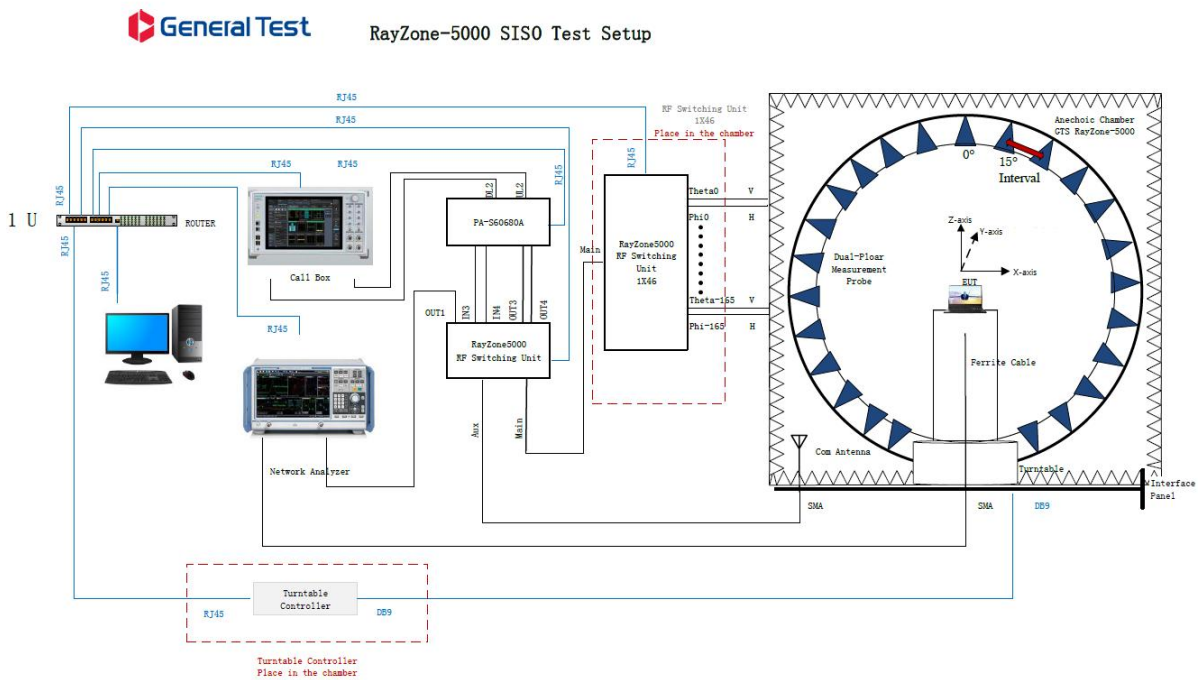 General Test
RayZone-5000 SISO Test Setup
RJ45
RJ45
RJ45
RJ45
RJ45
RJ45
RJ45
RJ45
RJ45
RJ45
1 U
ROUTER
Call Box
Network Analyzer
DL2
UL2
PA-S60680A
OUT1
IN3
IN4
OUT3
OUT4
RayZone5000
RF Switching Unit
Aux
Main
Main
RF Switching Unit
1X46
Place in the chamber
RayZone5000
RF Switching
Unit
1X46
Theta0 V
Phi0 H
Theta-165 V
Phi-165 H
Anechoic Chamber
GTS RayZone-5000
0°
15°
Interval
Z-axis
Y-axis
X-axis
Dual-Ploar
Measurement
Probe
EUT
Ferrite Cable
Com Antenna
Turntable
Interface
Panel
SMA
SMA
DB9
Turntable
Controller
RJ45
DB9
Turntable Controller
Place in the chamber